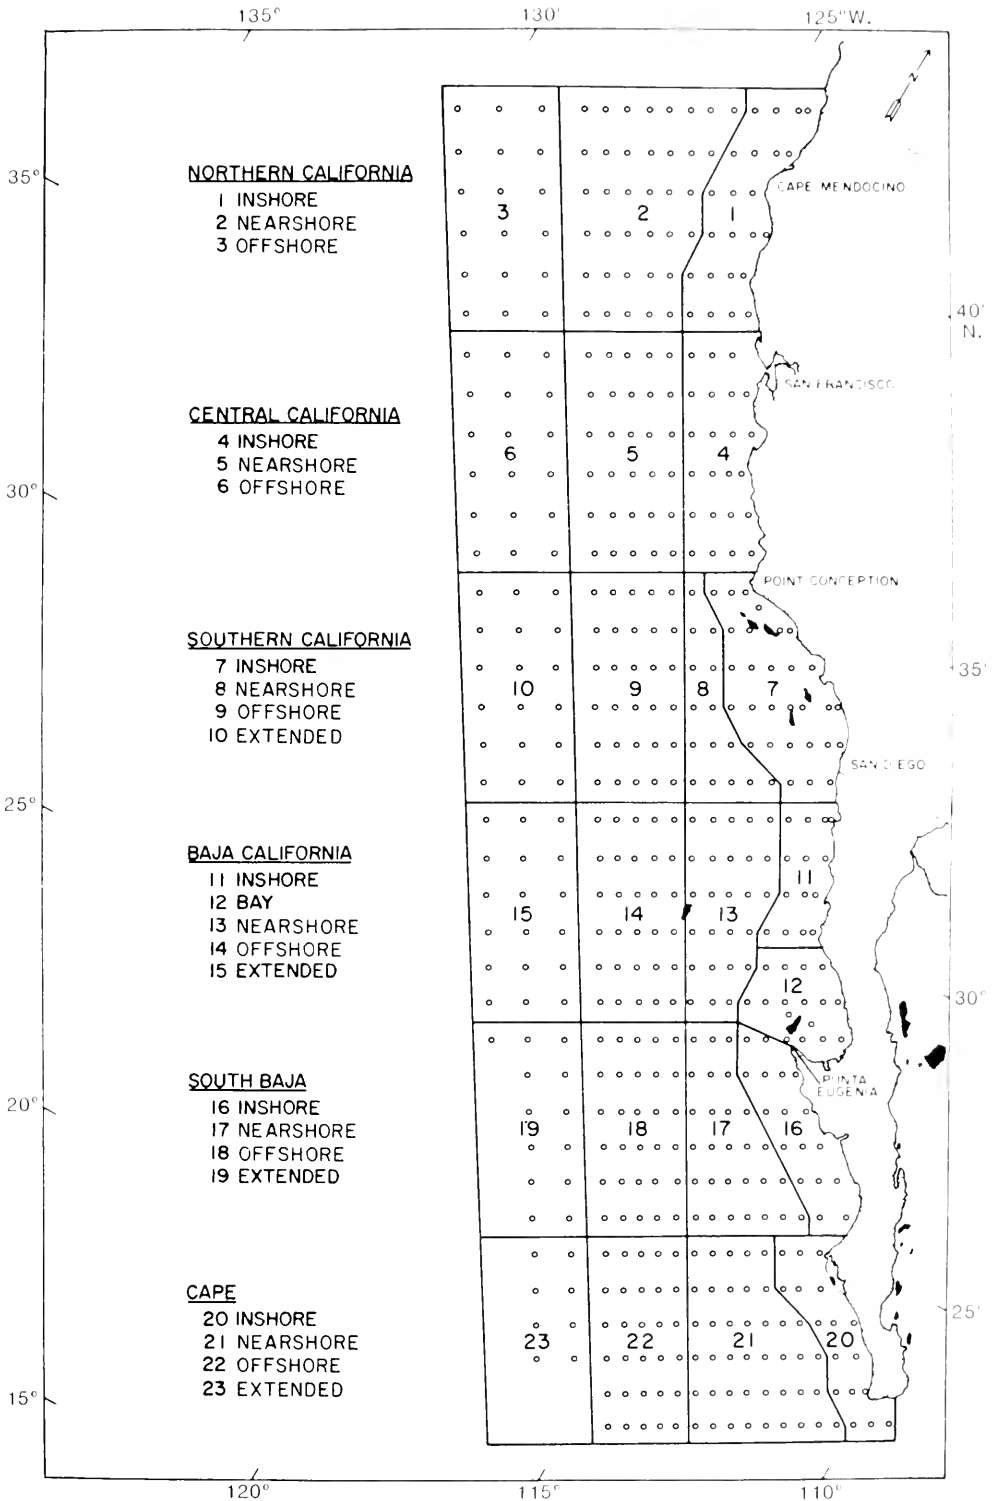 135°
130°
125°W.
N
35°
NORTHERN CALIFORNIA
1 INSHORE
2 NEARSHORE
3 OFFSHORE
3
2
1
CAPE MENDOCINO
40°
N.
SAN FRANCISCO
CENTRAL CALIFORNIA
4 INSHORE
5 NEARSHORE
6 OFFSHORE
6
5
4
30°
POINT CONCEPTION
SOUTHERN CALIFORNIA
7 INSHORE
8 NEARSHORE
9 OFFSHORE
10 EXTENDED
10
9
8
7
35°
SAN DIEGO
25°
BAJA CALIFORNIA
11 INSHORE
12 BAY
13 NEARSHORE
14 OFFSHORE
15 EXTENDED
15
14
13
11
12
30°
PUNTA
EUGENIA
20°
SOUTH BAJA
16 INSHORE
17 NEARSHORE
18 OFFSHORE
19 EXTENDED
19
18
17
16
25°
CAPE
20 INSHORE
21 NEARSHORE
22 OFFSHORE
23 EXTENDED
23
22
21
20
15°
120°
115°
110°